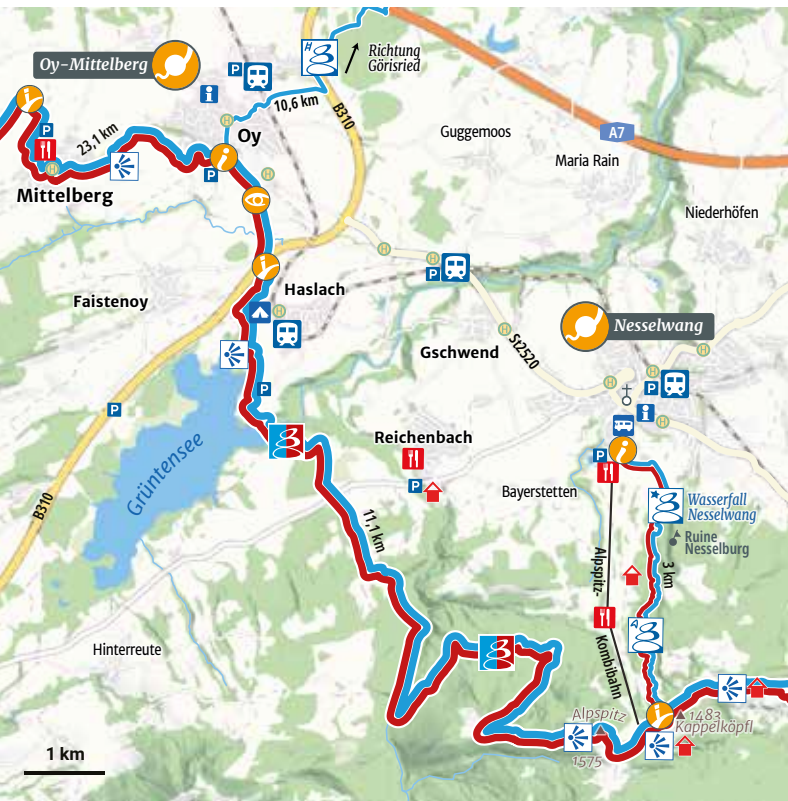 H
Richtung
Görisried
Oy-Mittelberg
P
i
10,6 km
B310
A7
Guggemoos
Maria Rain
Niederhöfen
i
P
23,1 km
H
Oy
i
P
H
H
Mittelberg
H
H
P
Haslach
Faistenoy
H
Nesselwang
Gschwend
H
St2520
H
H
H
P
i
H
P
P
Grüntensee
Reichenbach
P
i
P
Bayerstetten
Wasserfall
Nesselwang
Ruine
Nesselburg
B310
11,1 km
Alpspitz-
Kombibahn
3 km
A
Hinterreute
i
Alpspitz
1575
1483
Kappelköpfl
1 km